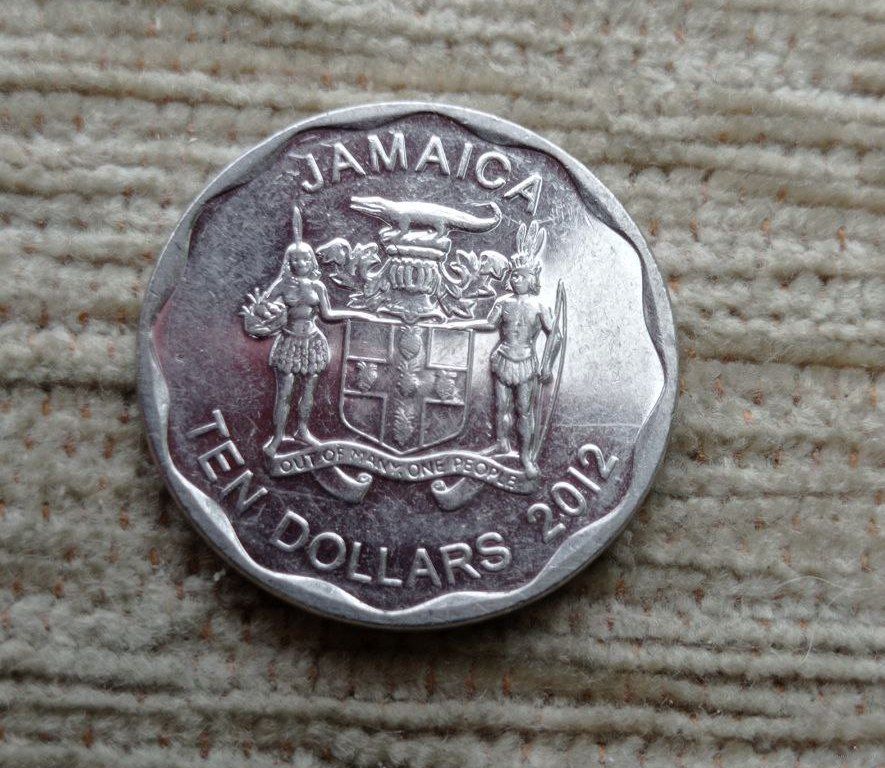 JAMAICA
OUT OF MANY, ONE PEOPLE
TEN DOLLARS 2012